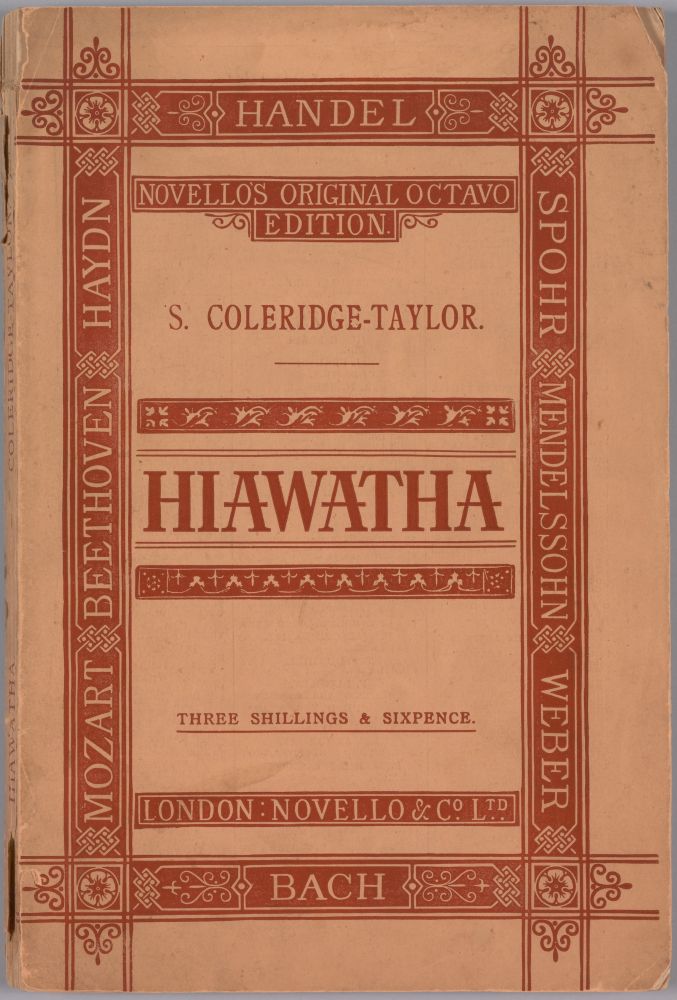 HANDEL
NOVELLO'S ORIGINAL OCTAVO
EDITION.
S. COLERIDGE-TAYLOR.
HIAWATHA
THREE SHILLINGS & SIXPENCE.
LONDON: NOVELLO & Co. LTD.
BACH
MOZART BEETHOVEN HAYDN
SPOHR MENDELSSOHN WEBER
HIAWATHA COLERIDGE TAYLOR